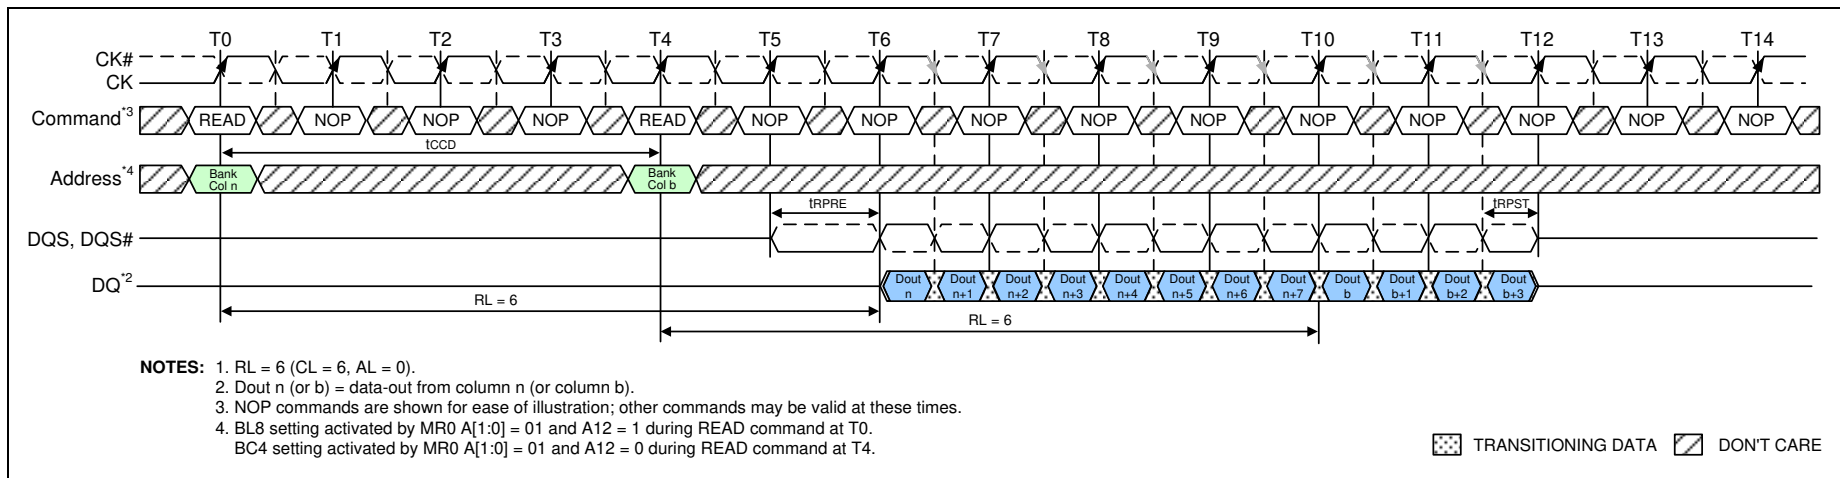 T0 T1 T2 T3 T4 T5 T6 T7 T8 T9 T10 T11 T12 T13 T14
CK#
CK
Command*3 READ NOP NOP NOP READ NOP NOP NOP NOP NOP NOP NOP NOP NOP NOP
tCCD
Address*4 Bank Col n Bank Col b
tRPRE tRPST
DQS, DQS#
DQ*2 Dout n Dout n+1 Dout n+2 Dout n+3 Dout n+4 Dout n+5 Dout n+6 Dout n+7 Dout b Dout b+1 Dout b+2 Dout b+3
RL = 6
RL = 6
NOTES: 1. RL = 6 (CL = 6, AL = 0).
2. Dout n (or b) = data-out from column n (or column b).
3. NOP commands are shown for ease of illustration; other commands may be valid at these times.
4. BL8 setting activated by MR0 A[1:0] = 01 and A12 = 1 during READ command at T0.
BC4 setting activated by MR0 A[1:0] = 01 and A12 = 0 during READ command at T4.
TRANSITIONING DATA DON'T CARE